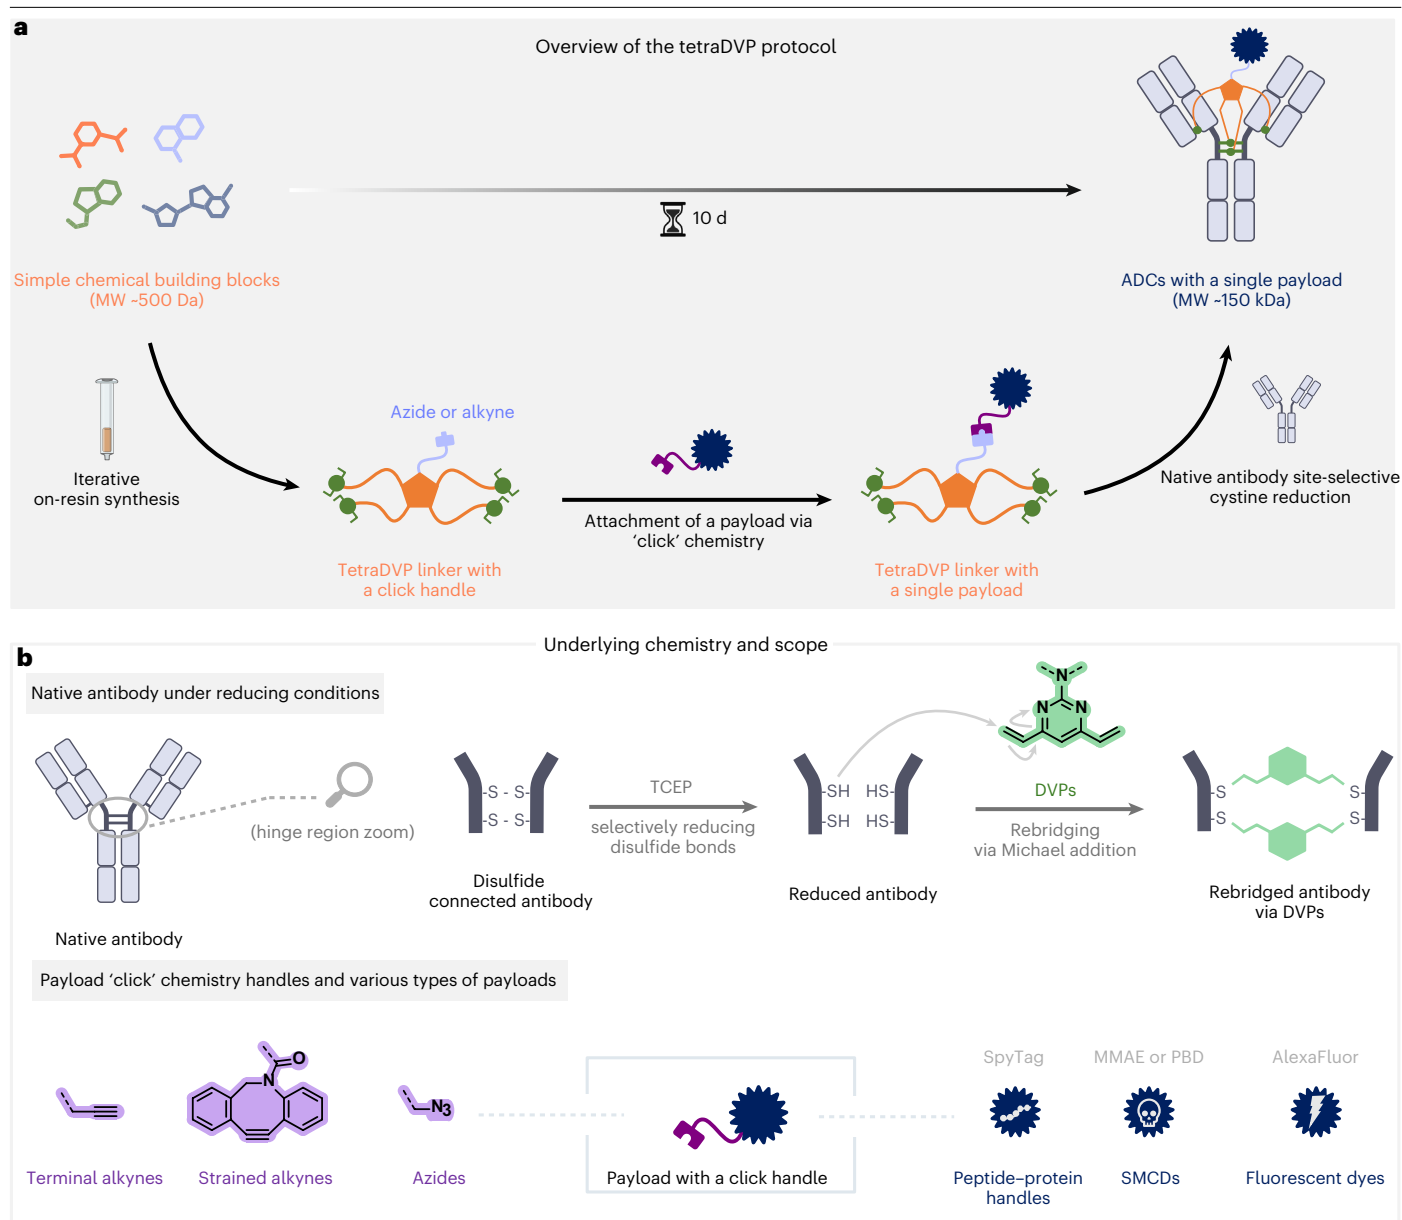 a
Overview of the tetraDVP protocol
10 d
Simple chemical building blocks
(MW ~500 Da)
ADCs with a single payload
(MW ~150 kDa)
Iterative
on-resin synthesis
Azide or alkyne
Attachment of a payload via
‘click’ chemistry
Native antibody site-selective
cystine reduction
TetraDVP linker with
a click handle
TetraDVP linker with
a single payload
b
Underlying chemistry and scope
Native antibody under reducing conditions
(hinge region zoom)
Native antibody
-S - S-
-S - S-
Disulfide
connected antibody
TCEP
selectively reducing
disulfide bonds
-SH HS-
-SH HS-
Reduced antibody
N
N N
DVPs
Rebridging
via Michael addition
-S S-
-S S-
Rebridged antibody
via DVPs
Payload ‘click’ chemistry handles and various types of payloads
O
N
N3
Terminal alkynes
Strained alkynes
Azides
Payload with a click handle
SpyTag
MMAE or PBD
AlexaFluor
Peptide–protein
handles
SMCDs
Fluorescent dyes